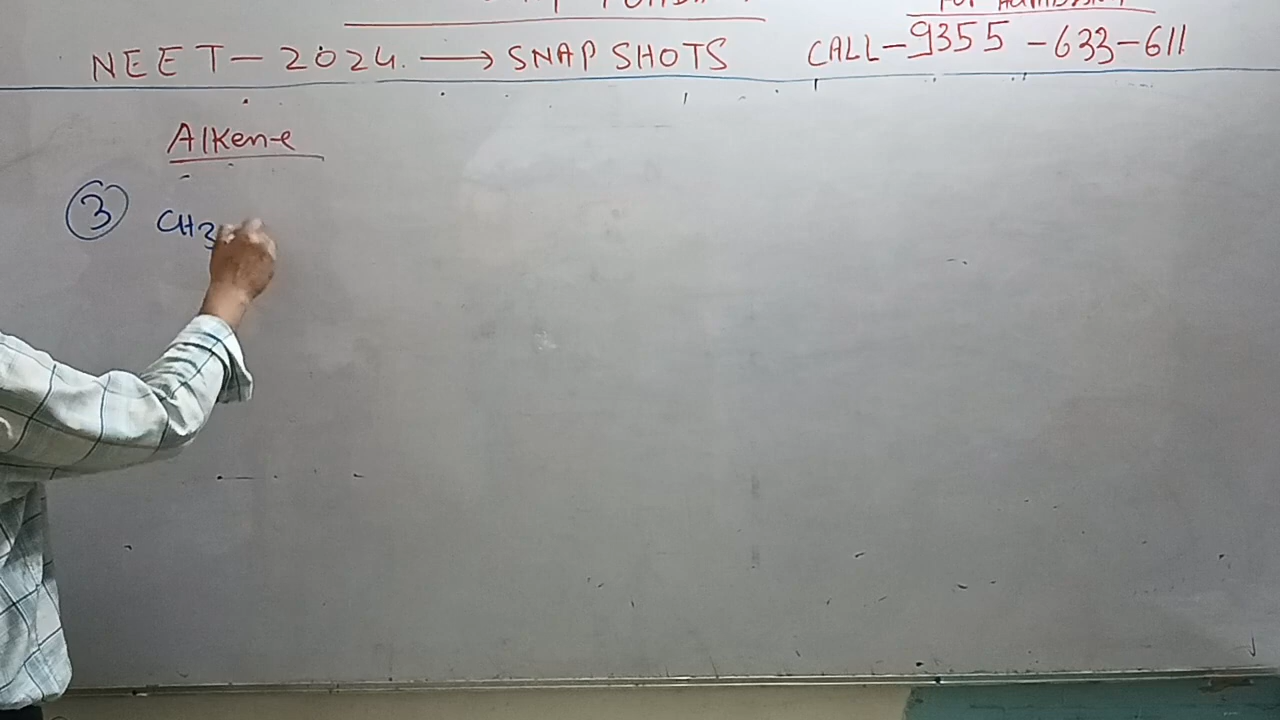 NEET - 2024. → SNAP SHOTS
CALL - 9355 - 633 - 611
Alkene
③ CH3